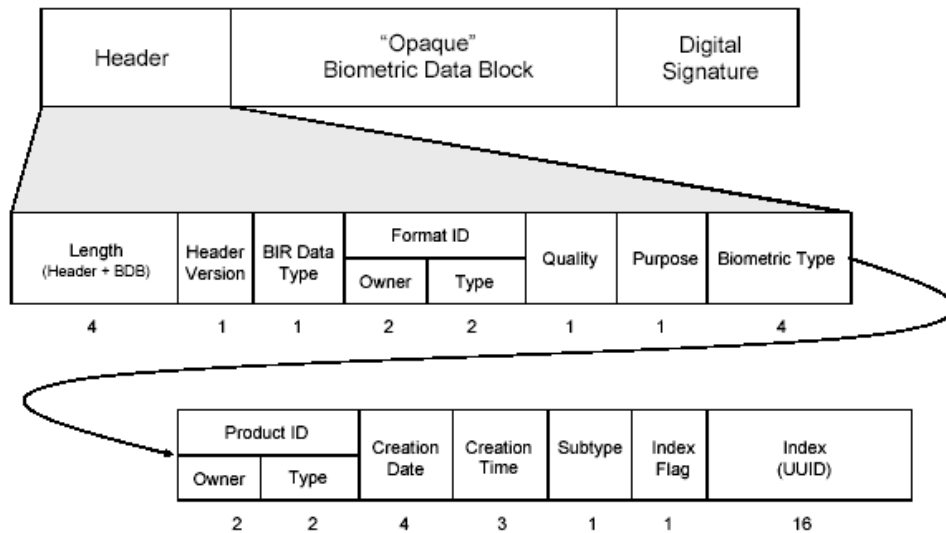 Header
“Opaque”
Biometric Data Block
Digital
Signature
Length
(Header + BDB)
Header
Version
BIR Data
Type
Format ID
Owner
Type
Quality
Purpose
Biometric Type
4
1
1
2
2
1
1
4
Product ID
Owner
Type
Creation
Date
Creation
Time
Subtype
Index
Flag
Index
(UUID)
2
2
4
3
1
1
16